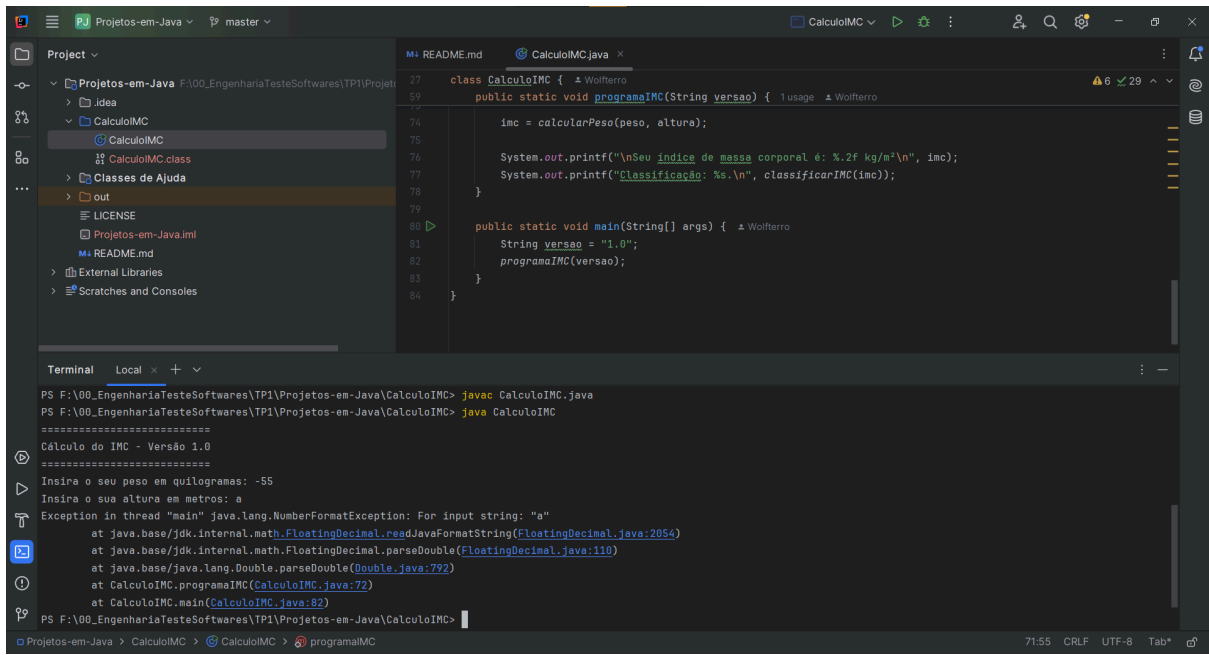 PJ Projetos-em-Java master CalculoIMC
Project
Projetos-em-Java F:\00_EngenhariaTesteSoftwares\TP1\Projet
.idea
CalculoIMC
CalculoIMC
CalculoIMC.class
Classes de Ajuda
out
LICENSE
Projetos-em-Java.iml
M↓ README.md
External Libraries
Scratches and Consoles
M↓ README.md CalculoIMC.java
27 class CalculoIMC { Wolfterro
6 29
59 public static void programaIMC(String versao) { 1 usage Wolfterro
74 imc = calcularPeso(peso, altura);
75
76 System.out.printf("\nSeu índice de massa corporal é: %.2f kg/m²\n", imc);
77 System.out.printf("Classificação: %s.\n", classificarIMC(imc));
78 }
79
80 public static void main(String[] args) { Wolfterro
81 String versao = "1.0";
82 programaIMC(versao);
83 }
84 }
Terminal Local
PS F:\00_EngenhariaTesteSoftwares\TP1\Projetos-em-Java\CalculoIMC> javac CalculoIMC.java
PS F:\00_EngenhariaTesteSoftwares\TP1\Projetos-em-Java\CalculoIMC> java CalculoIMC
===========================
Cálculo do IMC - Versão 1.0
===========================
Insira o seu peso em quilogramas: -55
Insira o sua altura em metros: a
Exception in thread "main" java.lang.NumberFormatException: For input string: "a"
at java.base/jdk.internal.math.FloatingDecimal.readJavaFormatString(FloatingDecimal.java:2054)
at java.base/jdk.internal.math.FloatingDecimal.parseDouble(FloatingDecimal.java:110)
at java.base/java.lang.Double.parseDouble(Double.java:792)
at CalculoIMC.programaIMC(CalculoIMC.java:72)
at CalculoIMC.main(CalculoIMC.java:82)
PS F:\00_EngenhariaTesteSoftwares\TP1\Projetos-em-Java\CalculoIMC>
Projetos-em-Java > CalculoIMC > CalculoIMC > programaIMC 71:55 CRLF UTF-8 Tab*